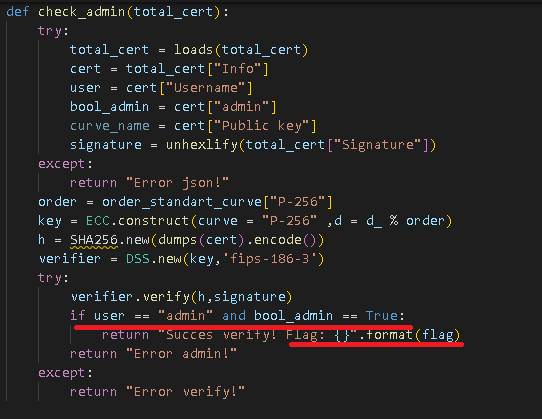 def check_admin(total_cert):
try:
total_cert = loads(total_cert)
cert = total_cert["Info"]
user = cert["Username"]
bool_admin = cert["admin"]
curve_name = cert["Public key"]
signature = unhexlify(total_cert["Signature"])
except:
return "Error json!"
order = order_standart_curve["P-256"]
key = ECC.construct(curve = "P-256" ,d = d_ % order)
h = SHA256.new(dumps(cert).encode())
verifier = DSS.new(key,'fips-186-3')
try:
verifier.verify(h,signature)
if user == "admin" and bool_admin == True:
return "Succes verify! Flag: {}".format(flag)
return "Error admin!"
except:
return "Error verify!"